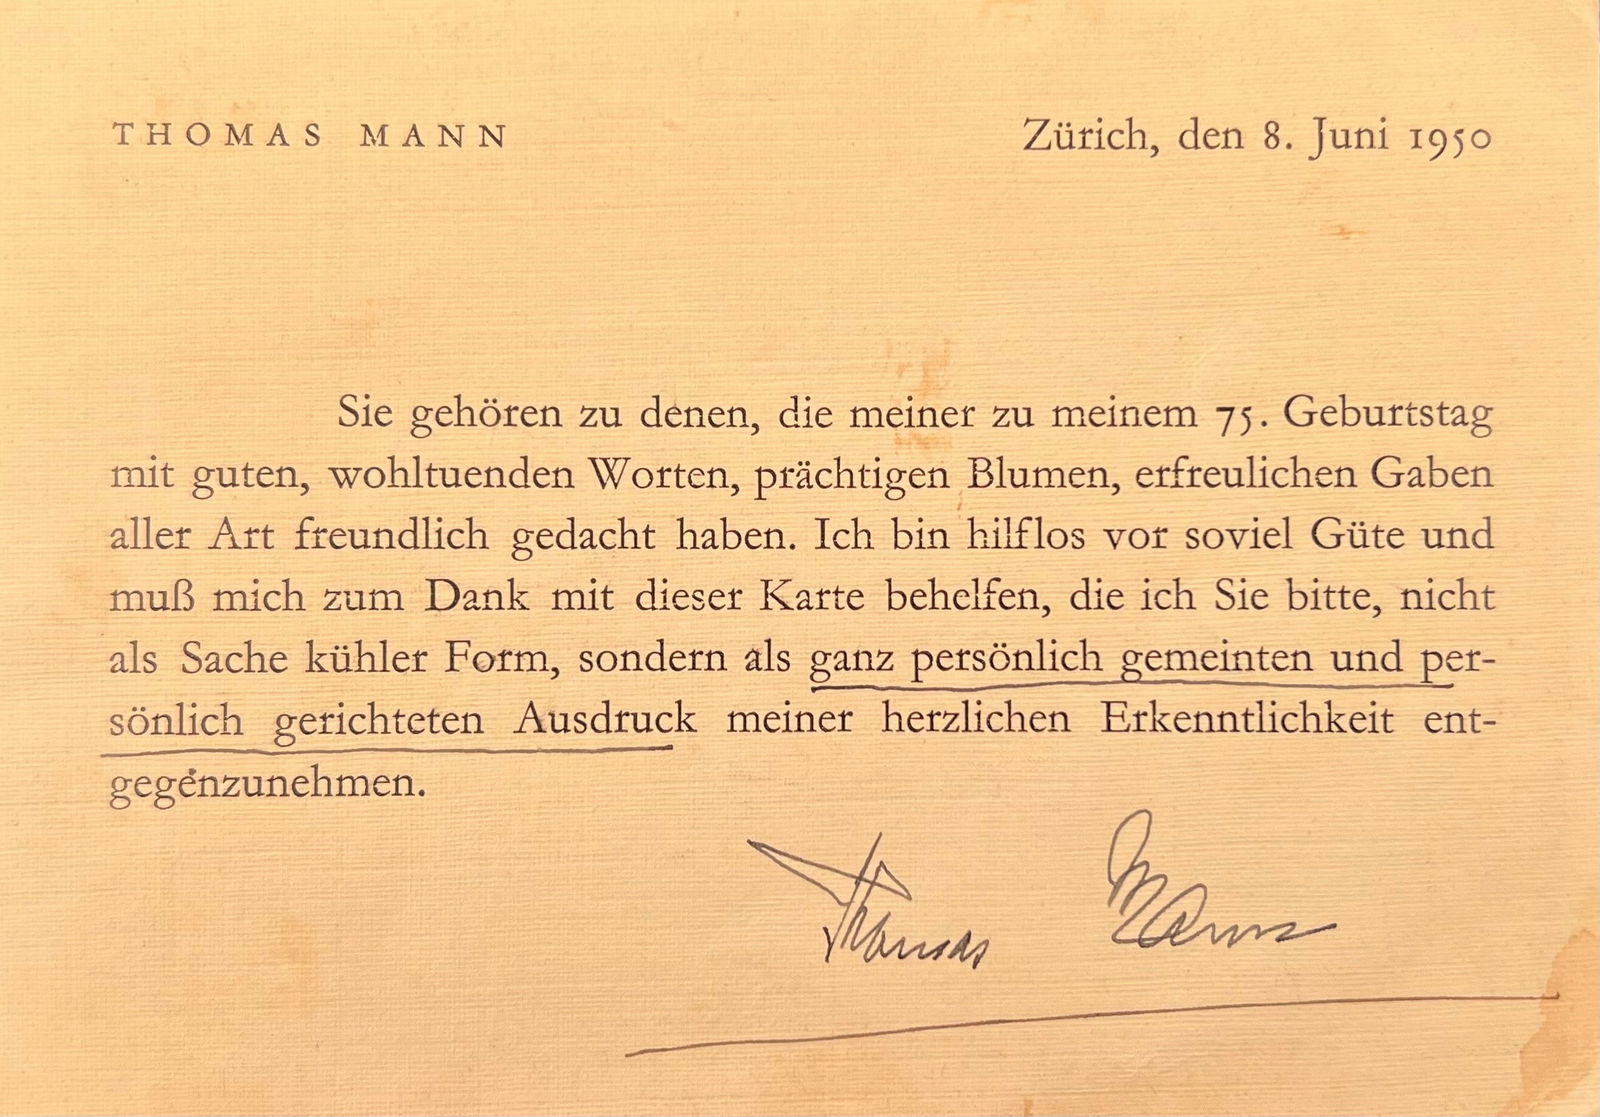 THOMAS MANN
Zürich, den 8. Juni 1950
Sie gehören zu denen, die meiner zu meinem 75. Geburtstag
mit guten, wohltuenden Worten, prächtigen Blumen, erfreulichen Gaben
aller Art freundlich gedacht haben. Ich bin hilflos vor soviel Güte und
muß mich zum Dank mit dieser Karte behelfen, die ich Sie bitte, nicht
als Sache kühler Form, sondern als ganz persönlich gemeinten und per-
sönlich gerichteten Ausdruck meiner herzlichen Erkenntlichkeit ent-
gegenzunehmen.
Thomas Mann